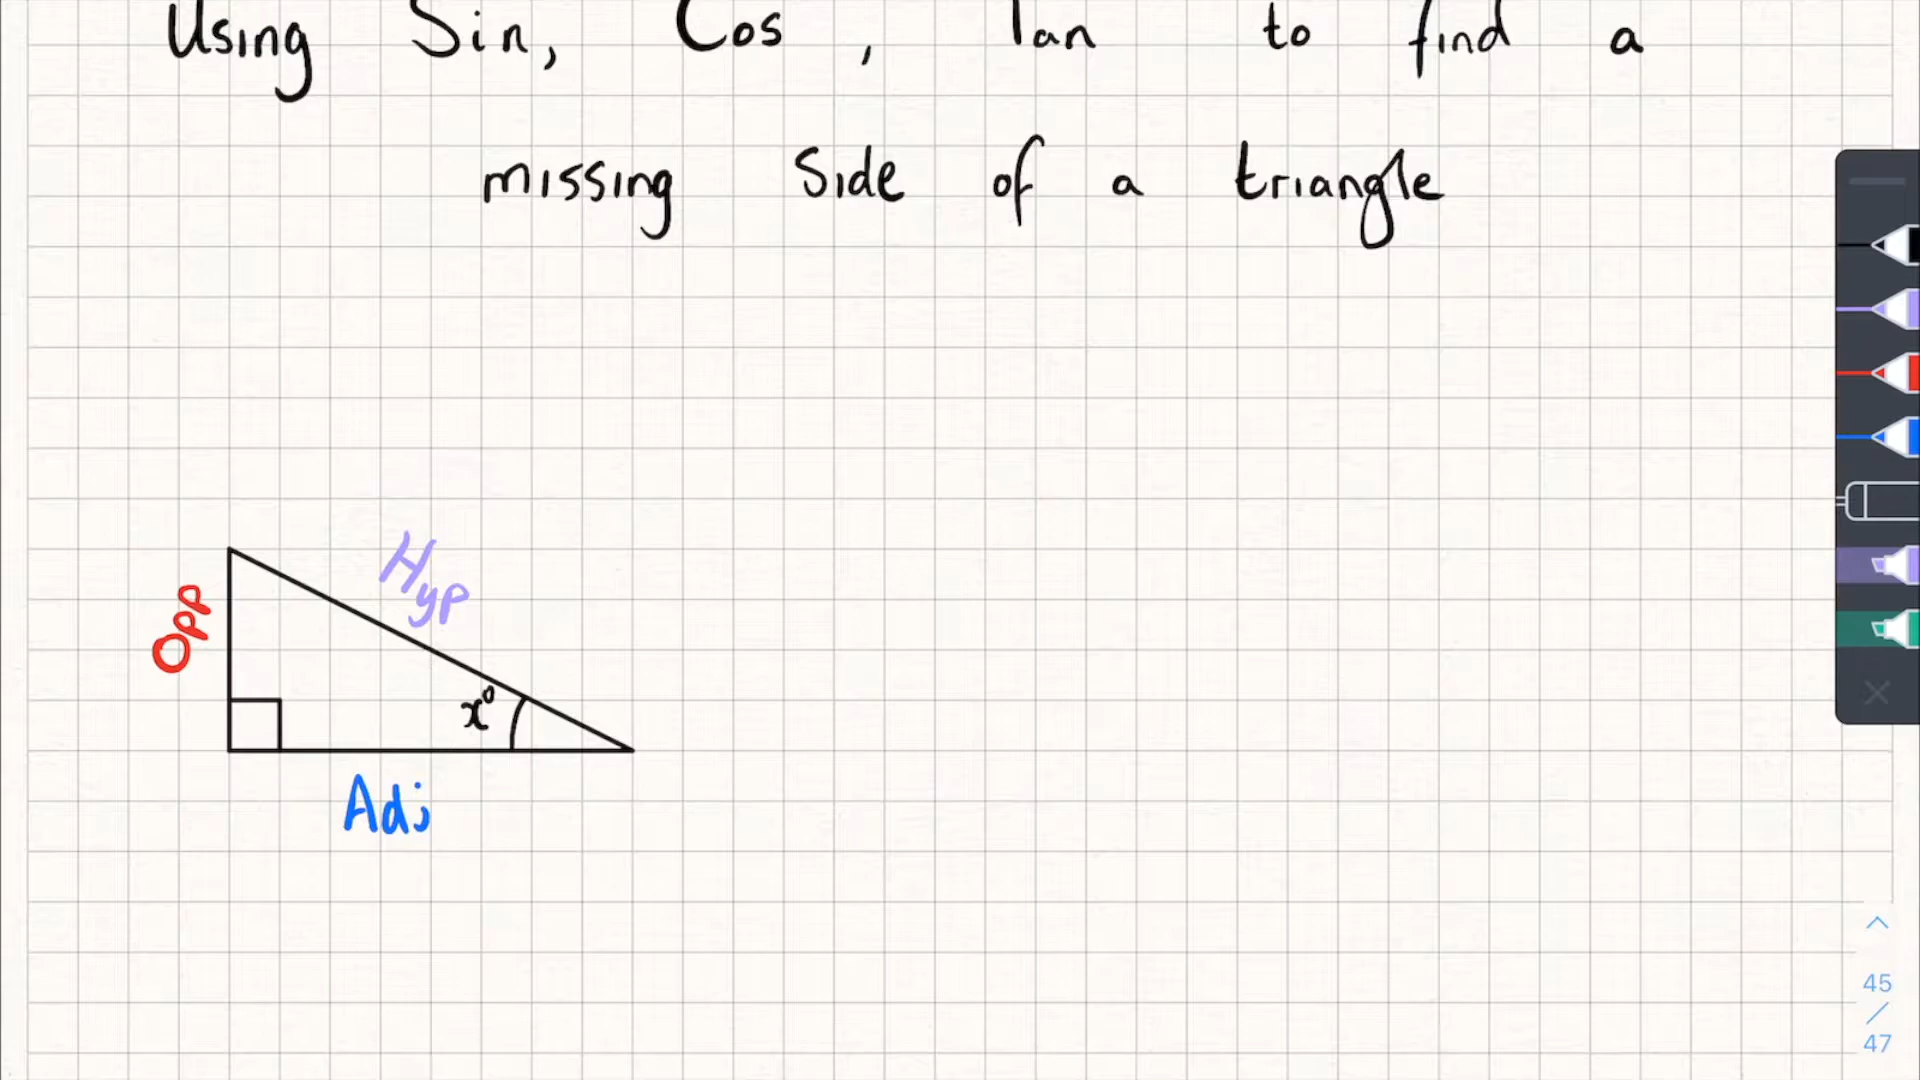 Using Sin, Cos, Tan to find a
missing side of a triangle
Hyp
Opp
x°
Adj
45
/
47